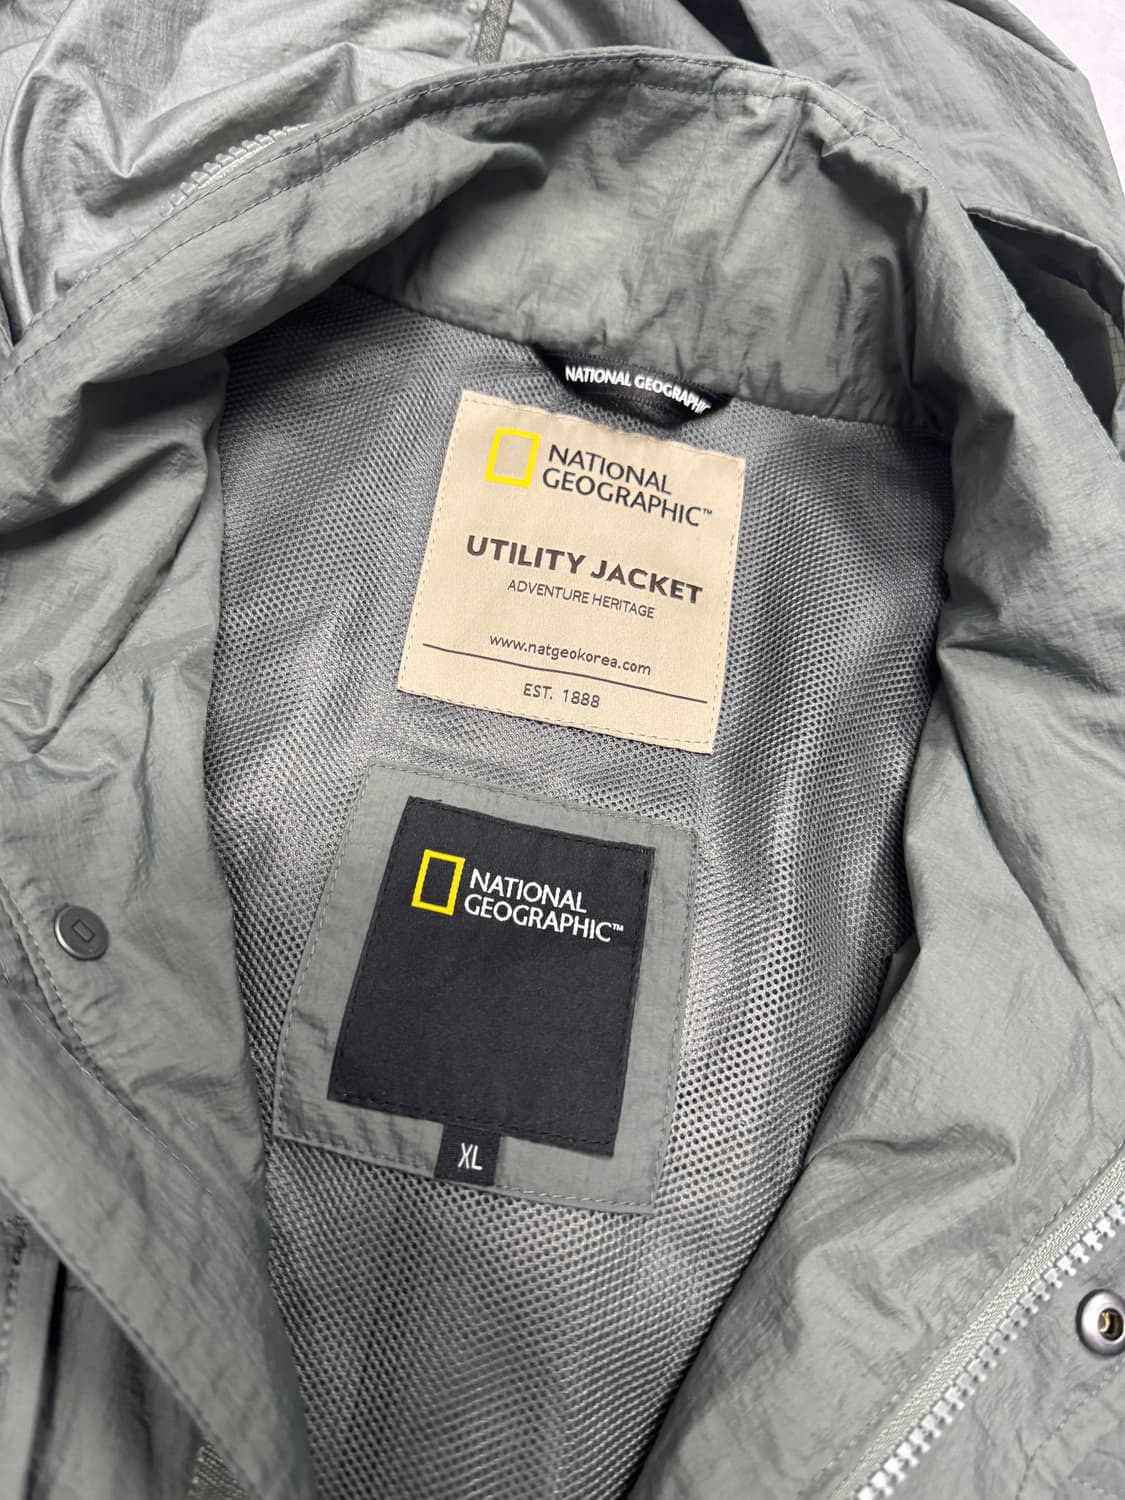 NATIONAL GEOGRAPHIC
NATIONAL
GEOGRAPHIC™
UTILITY JACKET
ADVENTURE HERITAGE
www.natgeokorea.com
EST. 1888
NATIONAL
GEOGRAPHIC™
XL